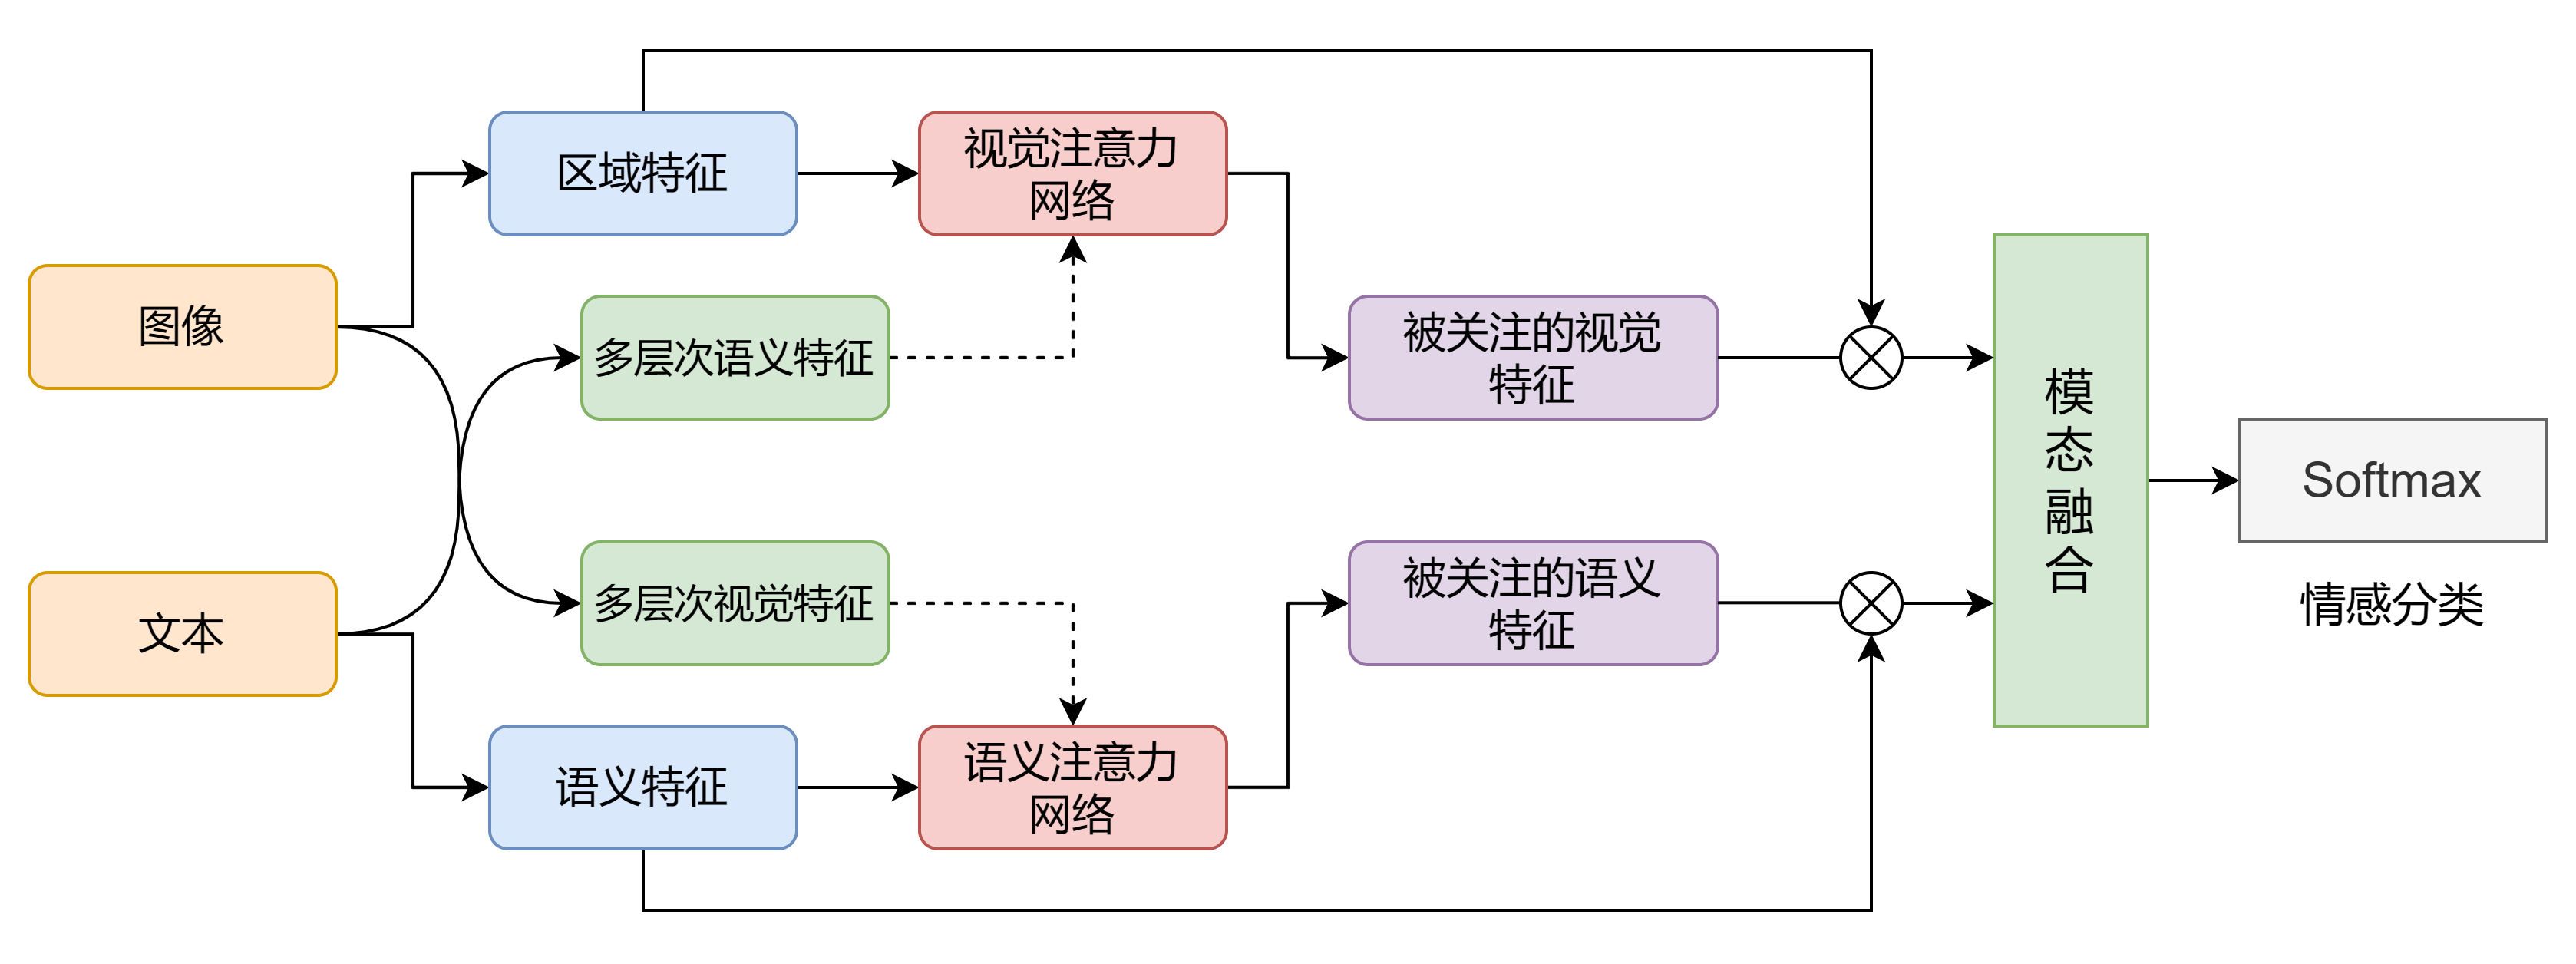 区域特征
视觉注意力
网络
图像
多层次语义特征
被关注的视觉
特征
模
态
融
合
Softmax
情感分类
文本
多层次视觉特征
被关注的语义
特征
语义特征
语义注意力
网络